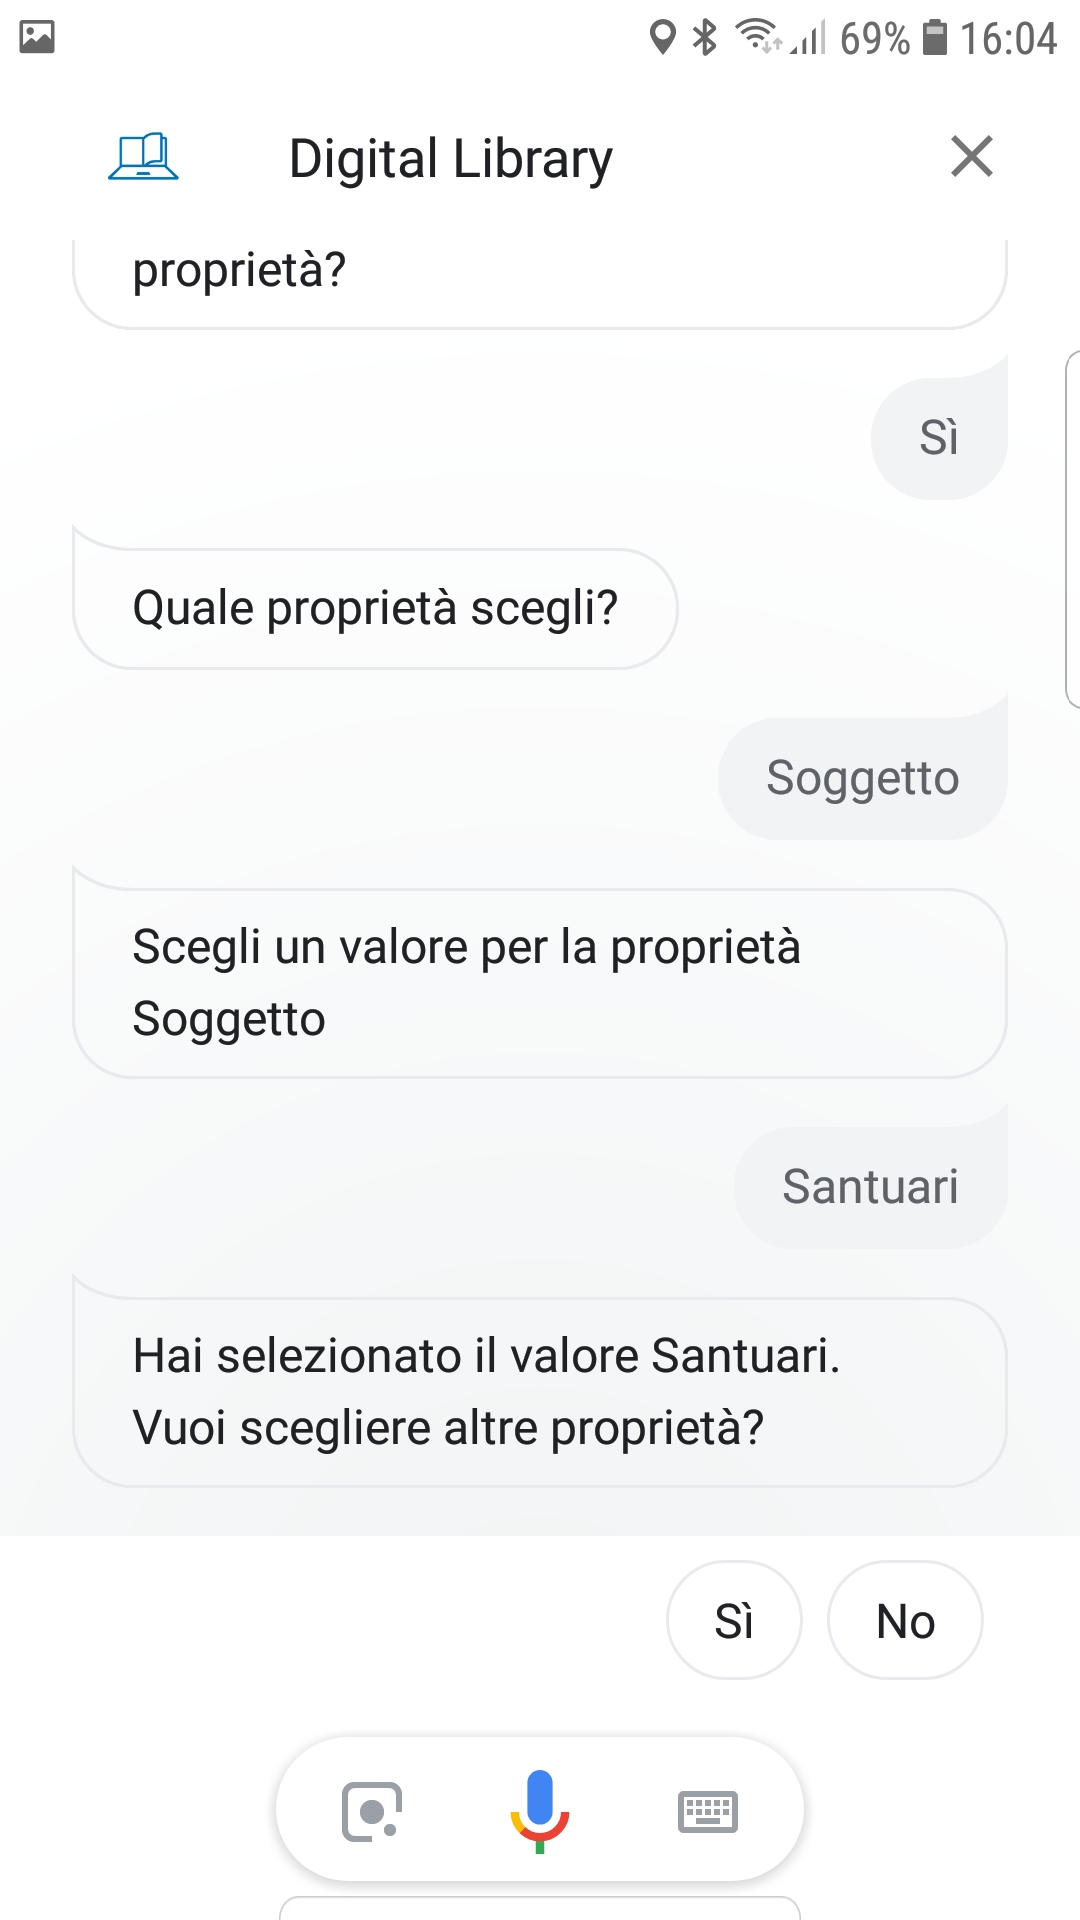 69% 16:04
Digital Library
proprietà?
Sì
Quale proprietà scegli?
Soggetto
Scegli un valore per la proprietà
Soggetto
Santuari
Hai selezionato il valore Santuari.
Vuoi scegliere altre proprietà?
Sì No